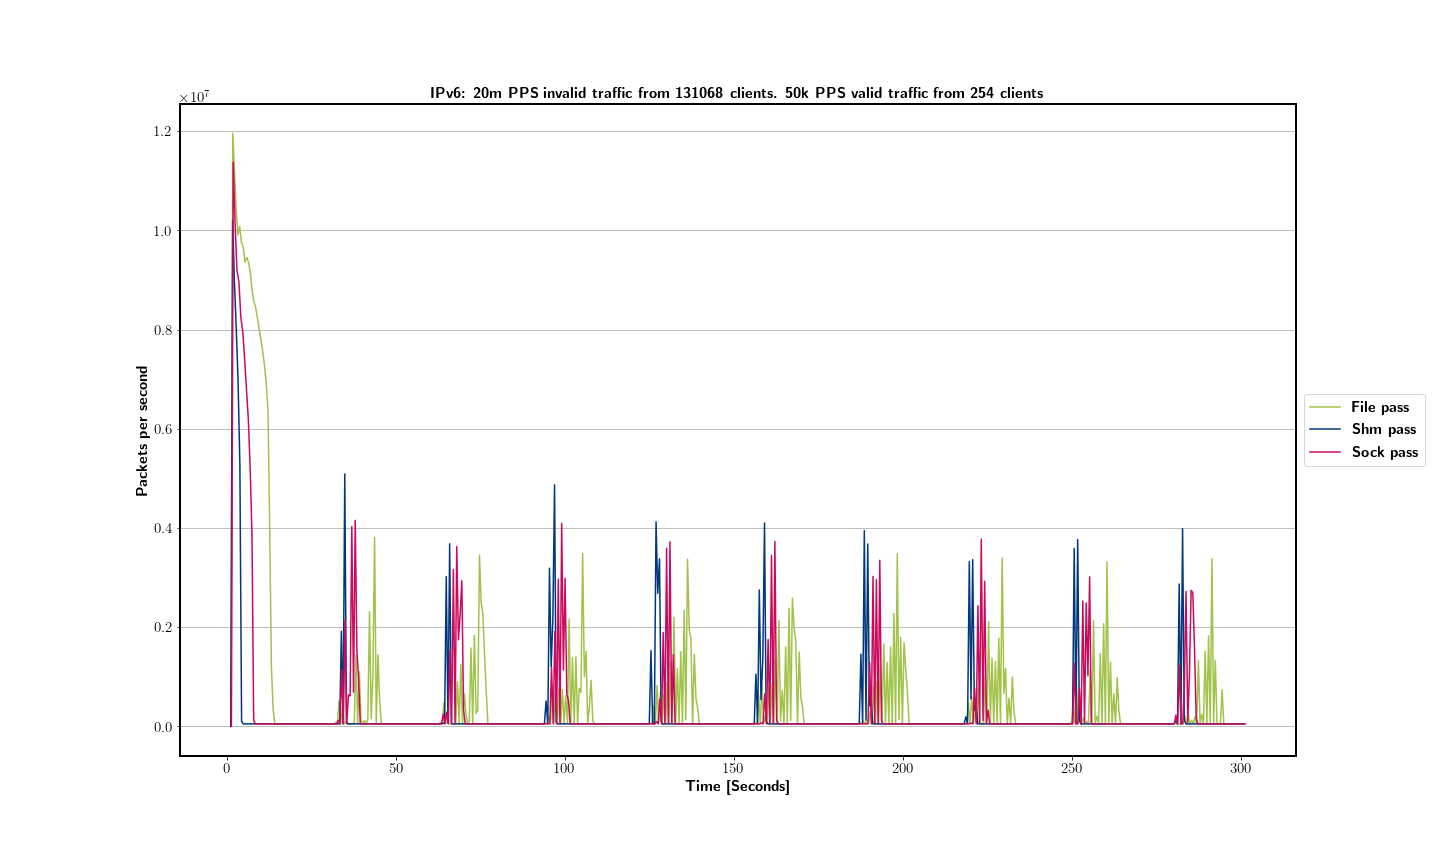 IPv6: 20m PPS invalid traffic from 131068 clients. 50k PPS valid traffic from 254 clients
×10⁷
1.2
1.0
0.8
0.6
0.4
0.2
0.0
Packets per second
0 50 100 150 200 250 300
Time [Seconds]
File pass
Shm pass
Sock pass